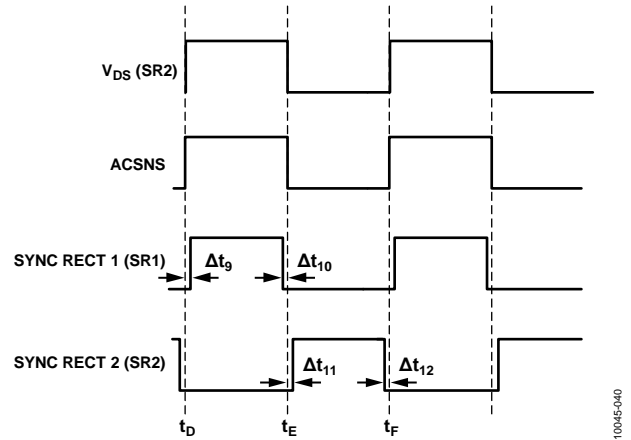 V_DS (SR2)
ACSNS
SYNC RECT 1 (SR1)
Δt_9
Δt_10
SYNC RECT 2 (SR2)
Δt_11
Δt_12
t_D
t_E
t_F
10045-040